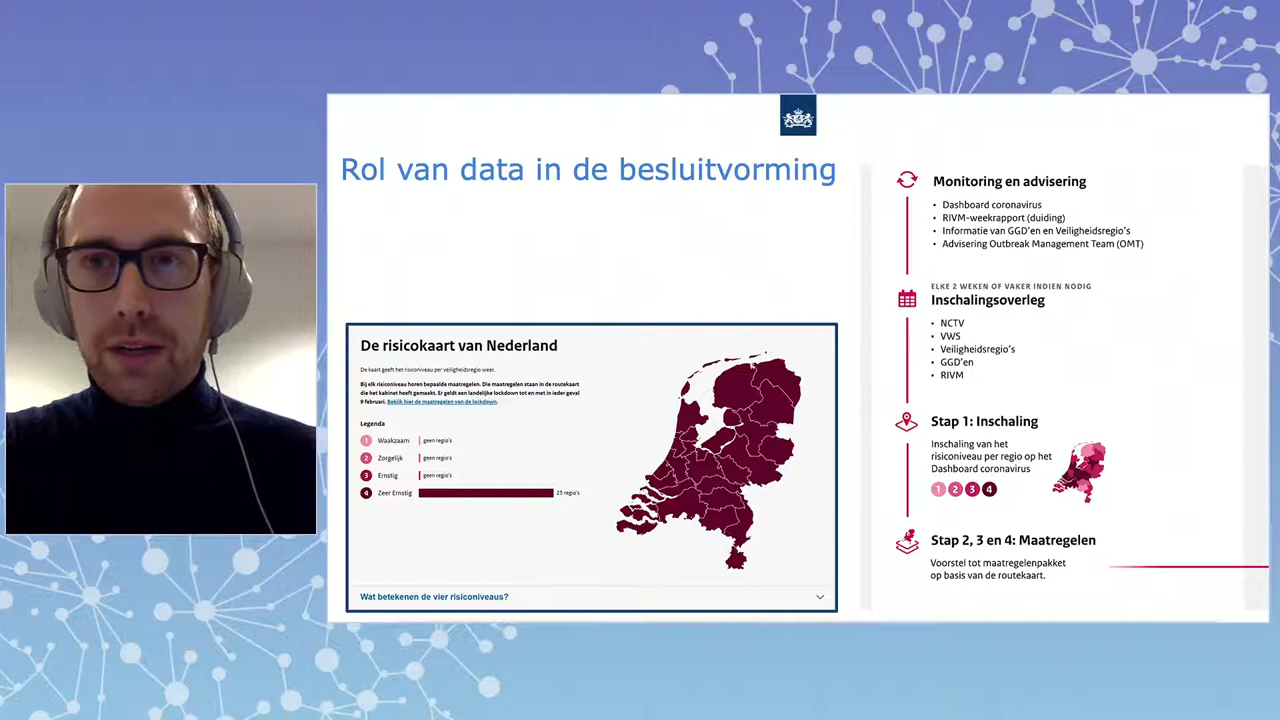 Rol van data in de besluitvorming
De risicokaart van Nederland
De kaart geeft het risiconiveau per veiligheidsregio weer.
Bij elk risiconiveau horen bepaalde maatregelen. Die maatregelen staan in de routekaart
die het kabinet heeft gemaakt. Er geldt een landelijke lockdown tot en met in ieder geval
9 februari. Bekijk hier de maatregelen van de lockdown.
Legenda
1 Waakzaam geen regio's
2 Zorgelijk geen regio's
3 Ernstig geen regio's
4 Zeer Ernstig 25 regio's
Wat betekenen de vier risiconiveaus?
Monitoring en advisering
• Dashboard coronavirus
• RIVM-weekrapport (duiding)
• Informatie van GGD'en en Veiligheidsregio's
• Advisering Outbreak Management Team (OMT)
ELKE 2 WEKEN OF VAKER INDIEN NODIG
Inschalingsoverleg
• NCTV
• VWS
• Veiligheidsregio's
• GGD'en
• RIVM
Stap 1: Inschaling
Inschaling van het
risiconiveau per regio op het
Dashboard coronavirus
1 2 3 4
Stap 2, 3 en 4: Maatregelen
Voorstel tot maatregelenpakket
op basis van de routekaart.